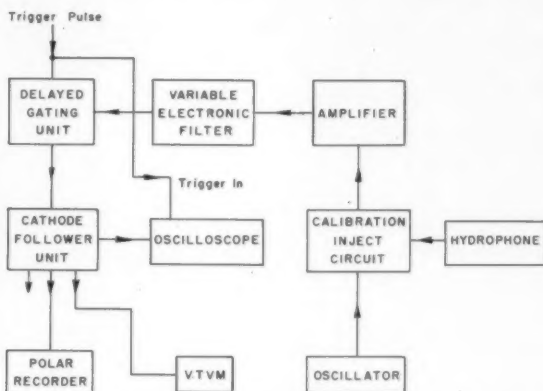 Trigger Pulse
DELAYED
GATING
UNIT
VARIABLE
ELECTRONIC
FILTER
AMPLIFIER
Trigger In
CATHODE
FOLLOWER
UNIT
OSCILLOSCOPE
CALIBRATION
INJECT
CIRCUIT
HYDROPHONE
POLAR
RECORDER
V.T.V.M
OSCILLATOR